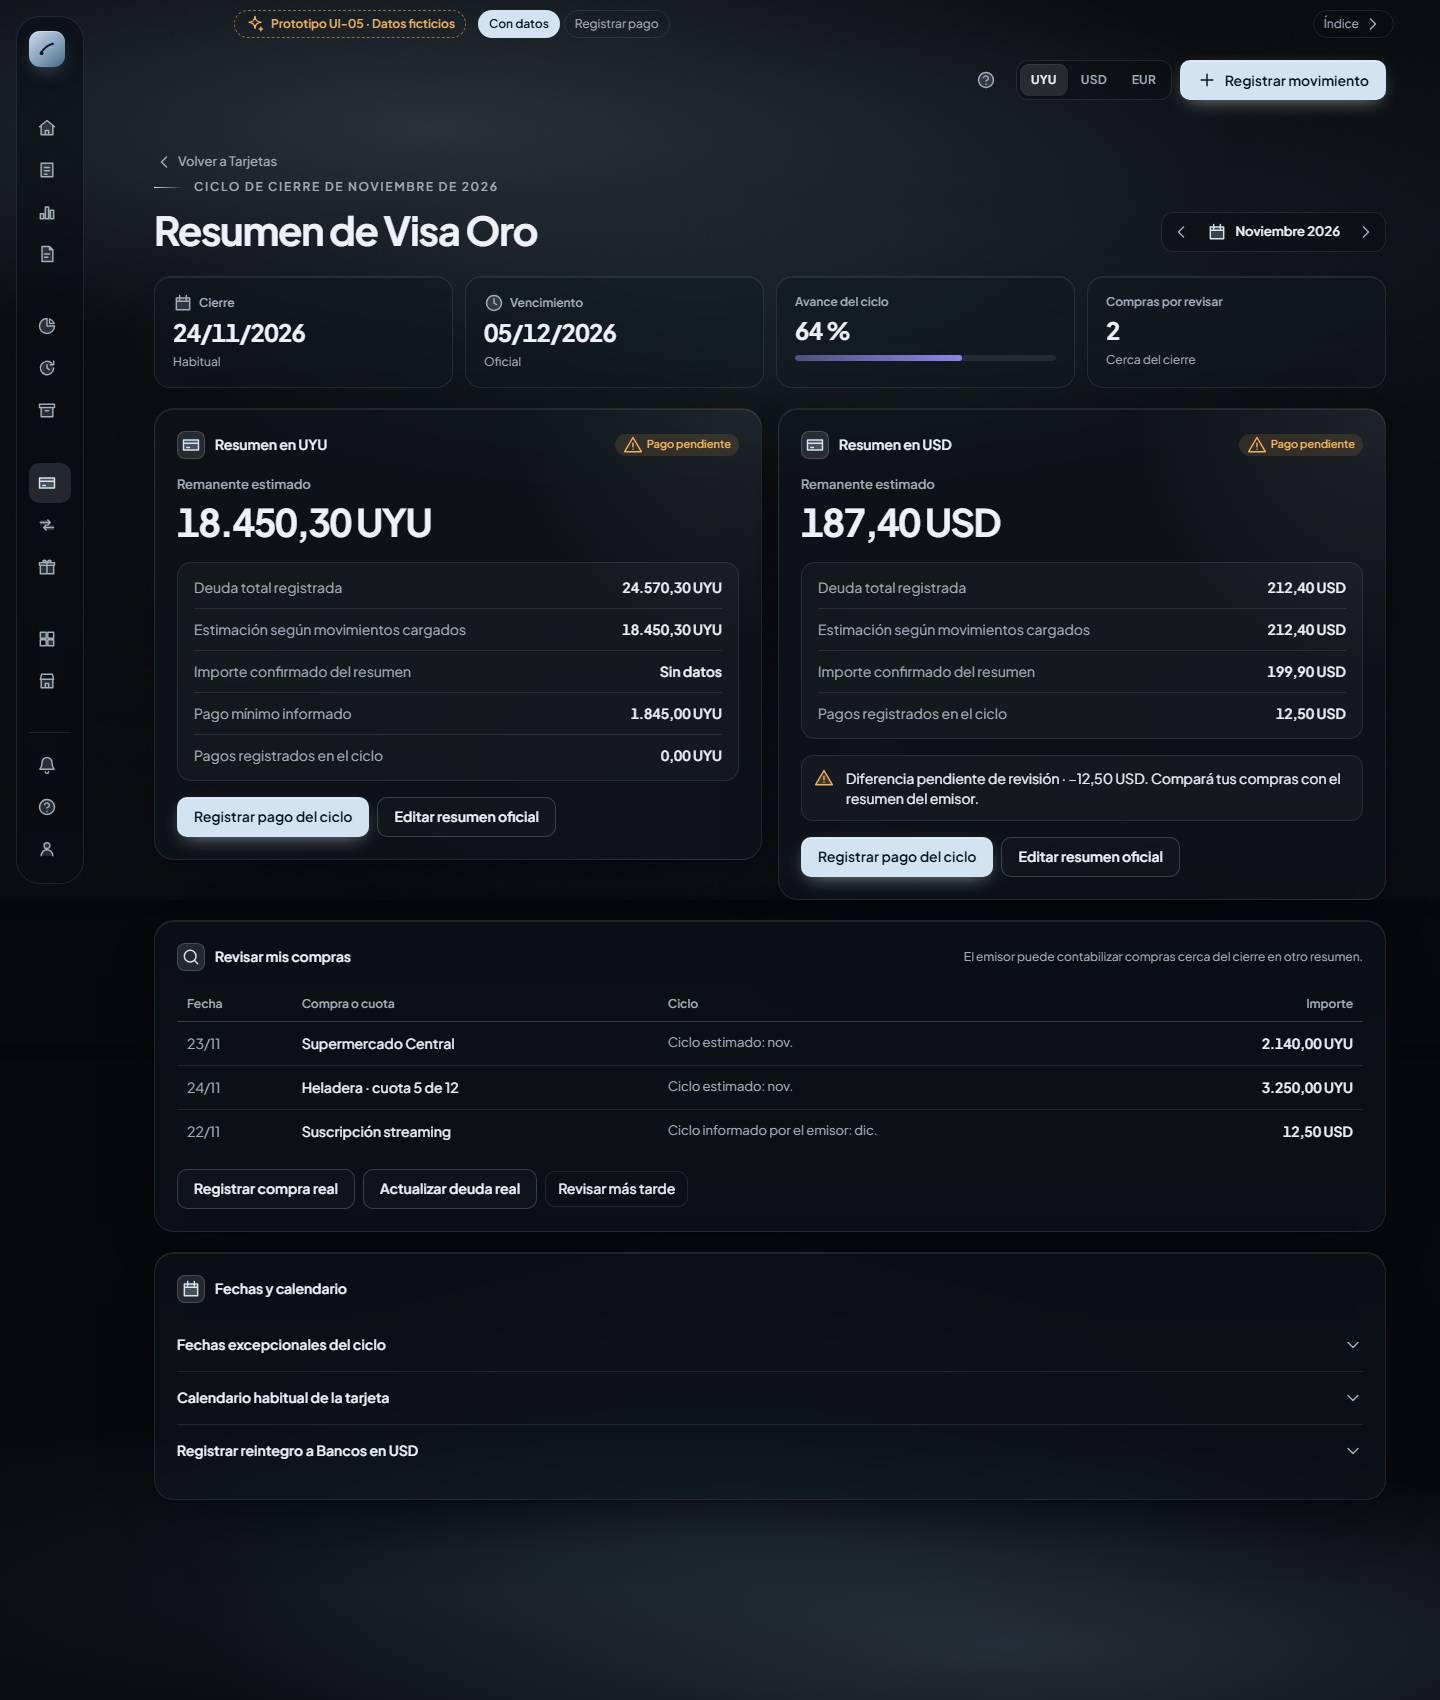 Prototipo UI-05 · Datos ficticios
Con datos
Registrar pago
Índice
UYU
USD
EUR
Registrar movimiento
Volver a Tarjetas
CICLO DE CIERRE DE NOVIEMBRE DE 2026
Resumen de Visa Oro
Noviembre 2026
Cierre
24/11/2026
Habitual
Vencimiento
05/12/2026
Oficial
Avance del ciclo
64 %
Compras por revisar
2
Cerca del cierre
Resumen en UYU
Pago pendiente
Remanente estimado
18.450,30 UYU
Deuda total registrada 24.570,30 UYU
Estimación según movimientos cargados 18.450,30 UYU
Importe confirmado del resumen Sin datos
Pago mínimo informado 1.845,00 UYU
Pagos registrados en el ciclo 0,00 UYU
Registrar pago del ciclo
Editar resumen oficial
Resumen en USD
Pago pendiente
Remanente estimado
187,40 USD
Deuda total registrada 212,40 USD
Estimación según movimientos cargados 212,40 USD
Importe confirmado del resumen 199,90 USD
Pagos registrados en el ciclo 12,50 USD
Diferencia pendiente de revisión · −12,50 USD. Compará tus compras con el
resumen del emisor.
Registrar pago del ciclo
Editar resumen oficial
Revisar mis compras
El emisor puede contabilizar compras cerca del cierre en otro resumen.
Fecha Compra o cuota Ciclo Importe
23/11 Supermercado Central Ciclo estimado: nov. 2.140,00 UYU
24/11 Heladera · cuota 5 de 12 Ciclo estimado: nov. 3.250,00 UYU
22/11 Suscripción streaming Ciclo informado por el emisor: dic. 12,50 USD
Registrar compra real
Actualizar deuda real
Revisar más tarde
Fechas y calendario
Fechas excepcionales del ciclo
Calendario habitual de la tarjeta
Registrar reintegro a Bancos en USD